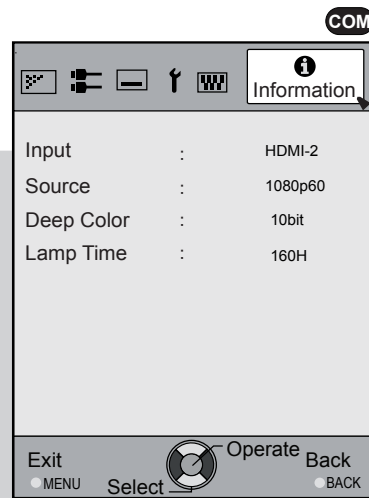 COM
Information
Input : HDMI-2
Source : 1080p60
Deep Color : 10bit
Lamp Time : 160H
Operate
Exit Back
MENU BACK
Select